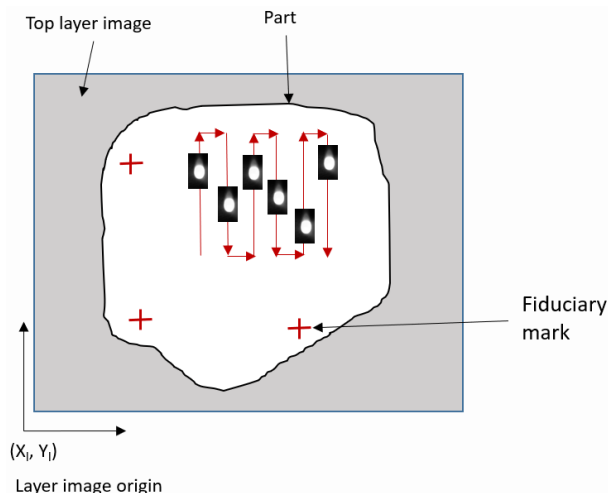 Top layer image
Part
Fiduciary
mark
(Xₗ, Yₗ)
Layer image origin